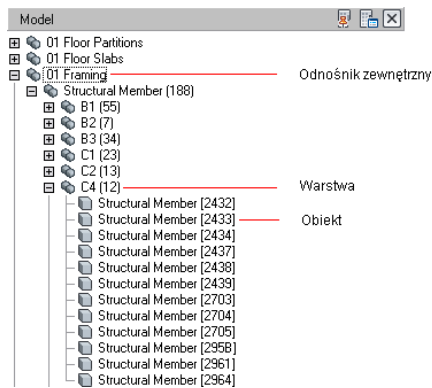 Model
01 Floor Partitions
01 Floor Slabs
01 Framing Odnośnik zewnętrzny
Structural Member (188)
B1 (55)
B2 (7)
B3 (34)
C1 (23)
C2 (13)
C4 (12) Warstwa
Structural Member [2432]
Structural Member [2433] Obiekt
Structural Member [2434]
Structural Member [2437]
Structural Member [2438]
Structural Member [2439]
Structural Member [2703]
Structural Member [2704]
Structural Member [2705]
Structural Member [295B]
Structural Member [2961]
Structural Member [2964]